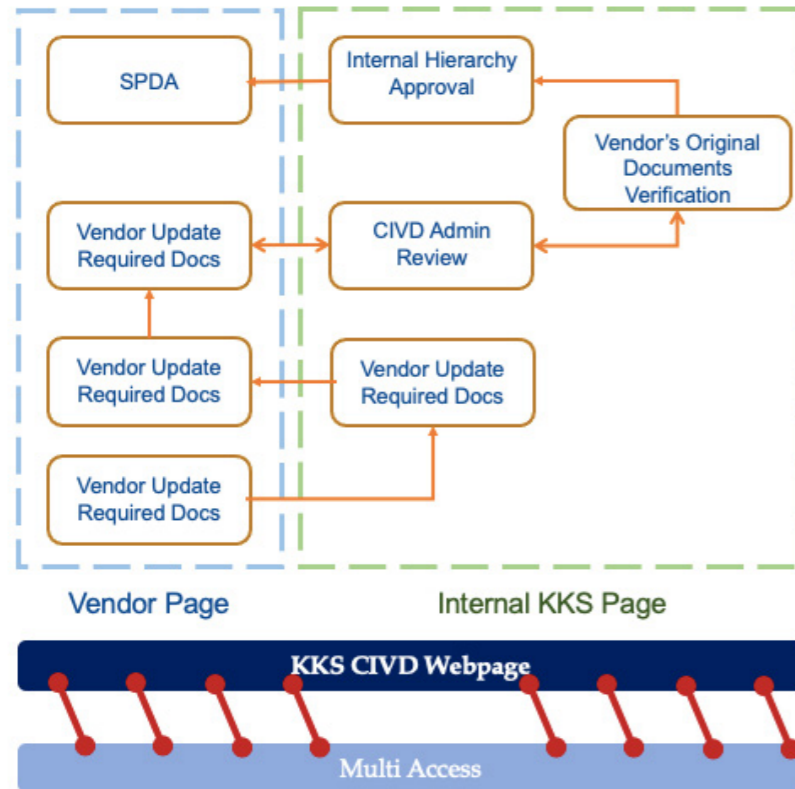 SPDA
Internal Hierarchy
Approval
Vendor's Original
Documents
Verification
Vendor Update
Required Docs
CIVD Admin
Review
Vendor Update
Required Docs
Vendor Update
Required Docs
Vendor Update
Required Docs
Vendor Page
Internal KKS Page
KKS CIVD Webpage
Multi Access